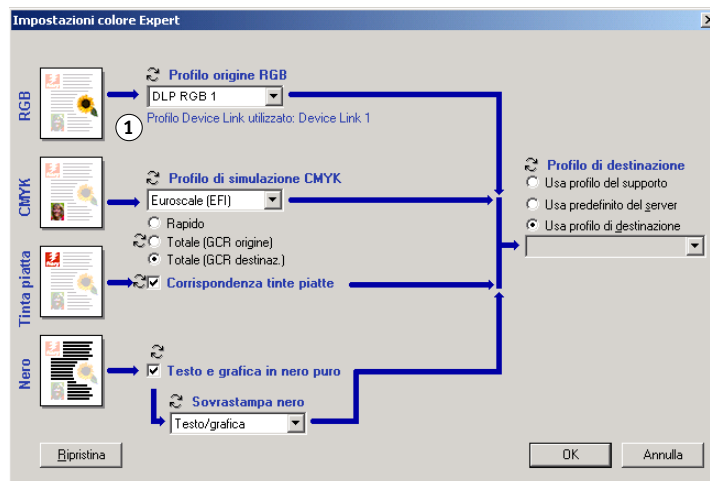 Impostazioni colore Expert
RGB
Profilo origine RGB
DLP RGB 1
1
Profilo Device Link utilizzato: Device Link 1
CMYK
Profilo di simulazione CMYK
Euroscale (EFI)
Rapido
Totale (GCR origine)
Totale (GCR destinaz.)
Tinta piatta
Corrispondenza tinte piatte
Nero
Testo e grafica in nero puro
Sovrastampa nero
Testo/grafica
Profilo di destinazione
Usa profilo del supporto
Usa predefinito del server
Usa profilo di destinazione
Ripristina
OK
Annulla